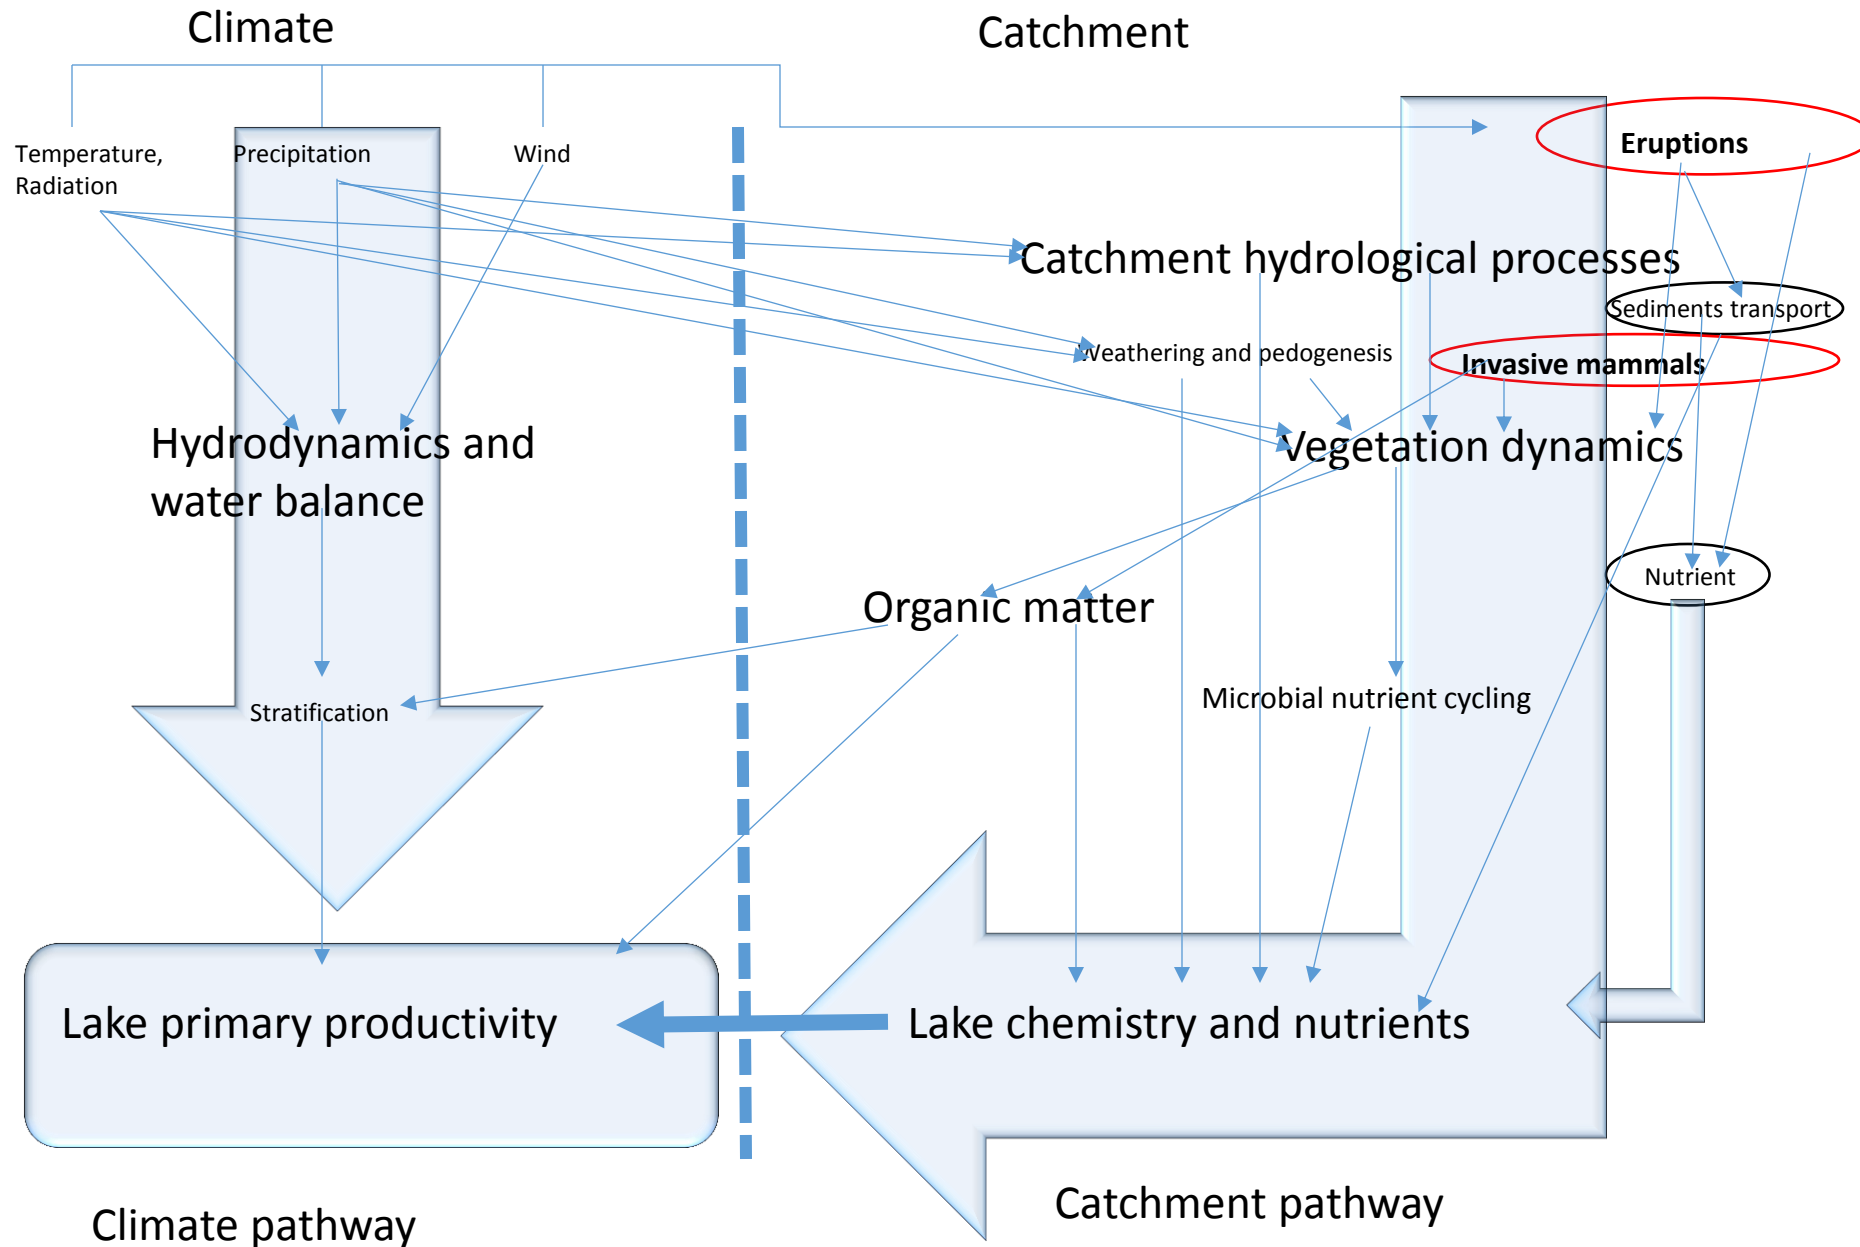 Climate
Catchment
Temperature,
Radiation
Precipitation
Wind
Eruptions
Catchment hydrological processes
Sediments transport
Weathering and pedogenesis
Invasive mammals
Hydrodynamics and
water balance
Vegetation dynamics
Nutrient
Organic matter
Microbial nutrient cycling
Stratification
Lake primary productivity
Lake chemistry and nutrients
Climate pathway
Catchment pathway